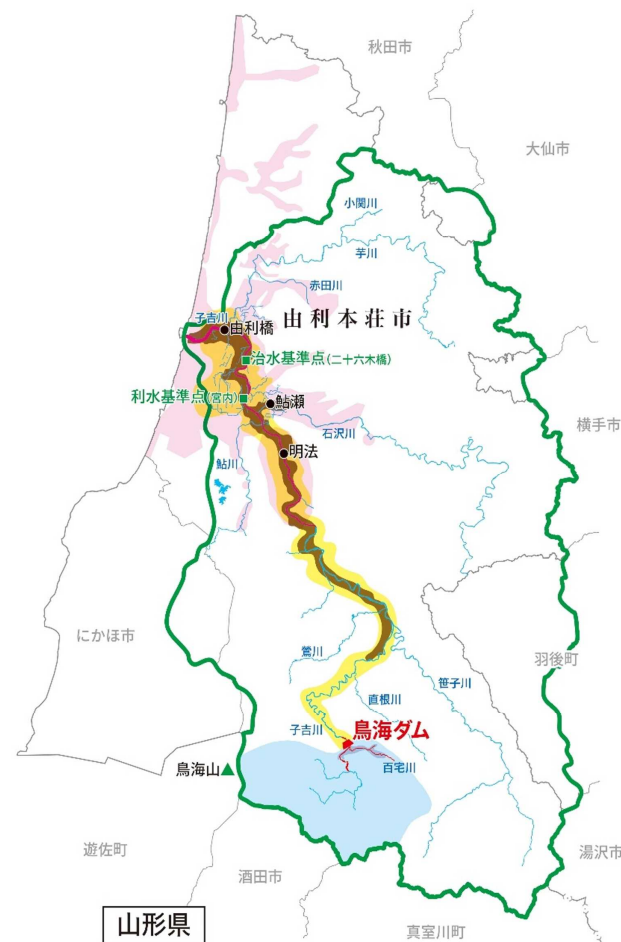 秋田市
大仙市
小関川
芋川
赤田川
子吉川
由利橋
由利本荘市
治水基準点(二十六木橋)
利水基準点(宮内)
鮎瀬
横手市
石沢川
明法
鮎川
にかほ市
鶯川
羽後町
笹子川
直根川
子吉川
鳥海ダム
鳥海山
百宅川
遊佐町
酒田市
湯沢市
山形県
真室川町